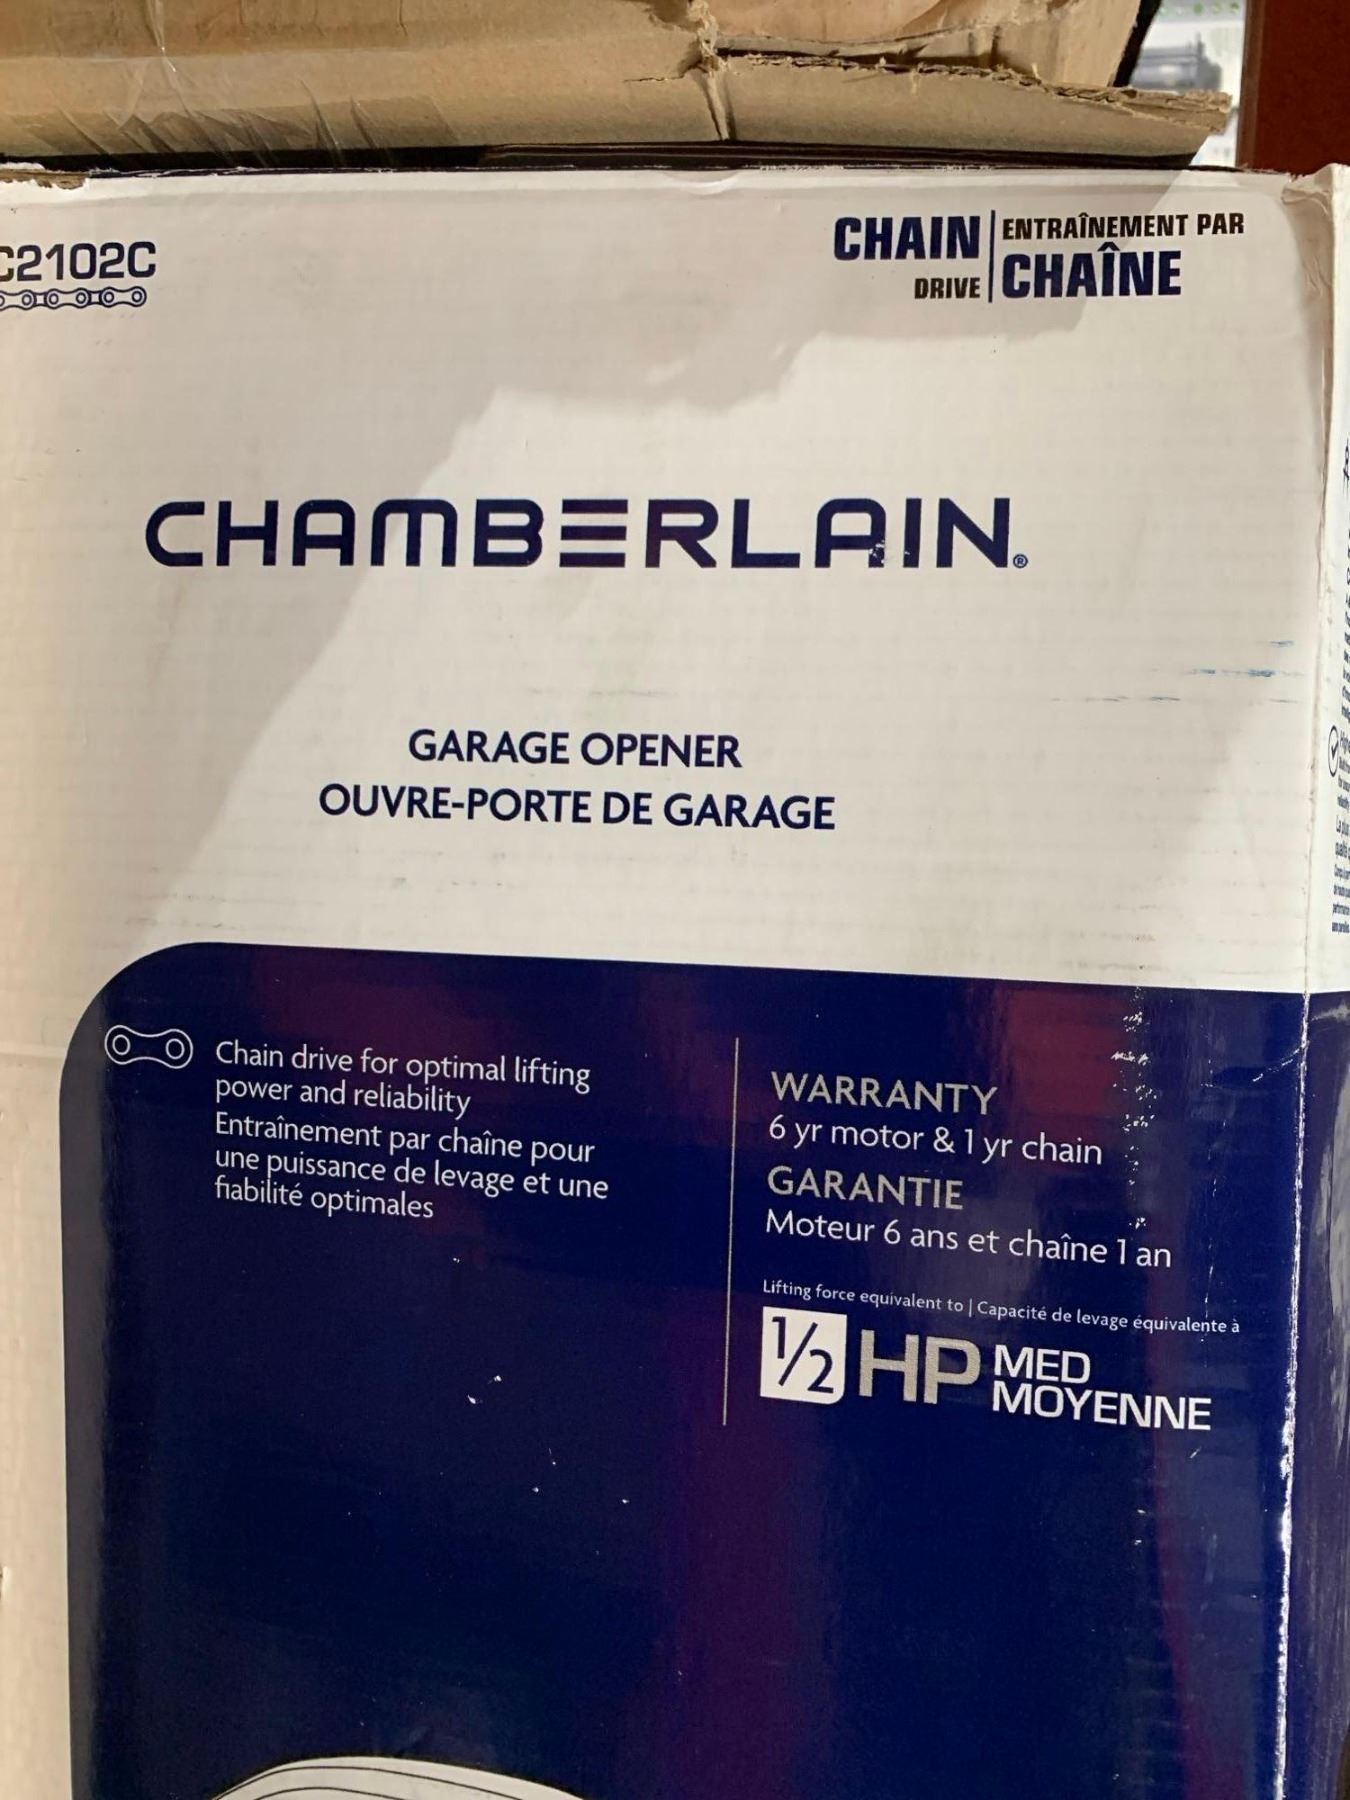 C2102C
CHAIN
DRIVE
ENTRAÎNEMENT PAR
CHAÎNE
CHAMBERLAIN®
GARAGE OPENER
OUVRE-PORTE DE GARAGE
Chain drive for optimal lifting
power and reliability
Entraînement par chaîne pour
une puissance de levage et une
fiabilité optimales
WARRANTY
6 yr motor & 1 yr chain
GARANTIE
Moteur 6 ans et chaîne 1 an
Lifting force equivalent to | Capacité de levage équivalente à
1/2 HP MED
MOYENNE